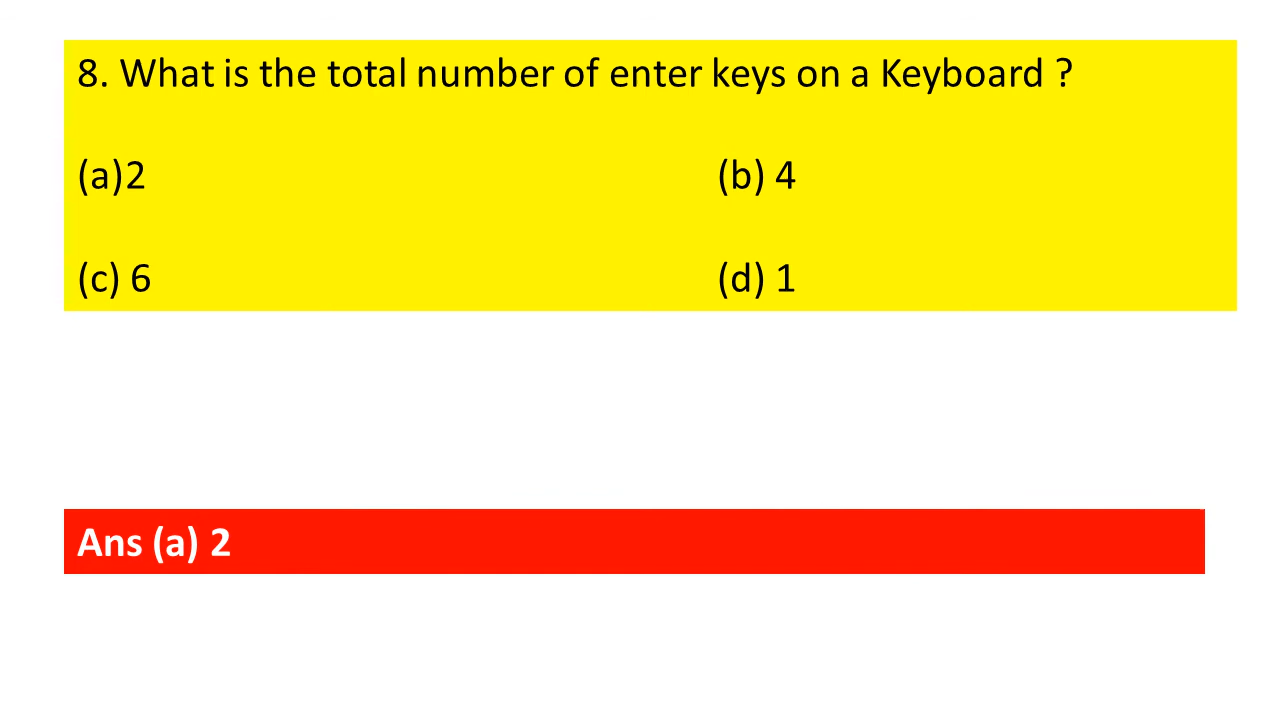 8. What is the total number of enter keys on a Keyboard ?
(a)2 (b) 4
(c) 6 (d) 1
Ans (a) 2